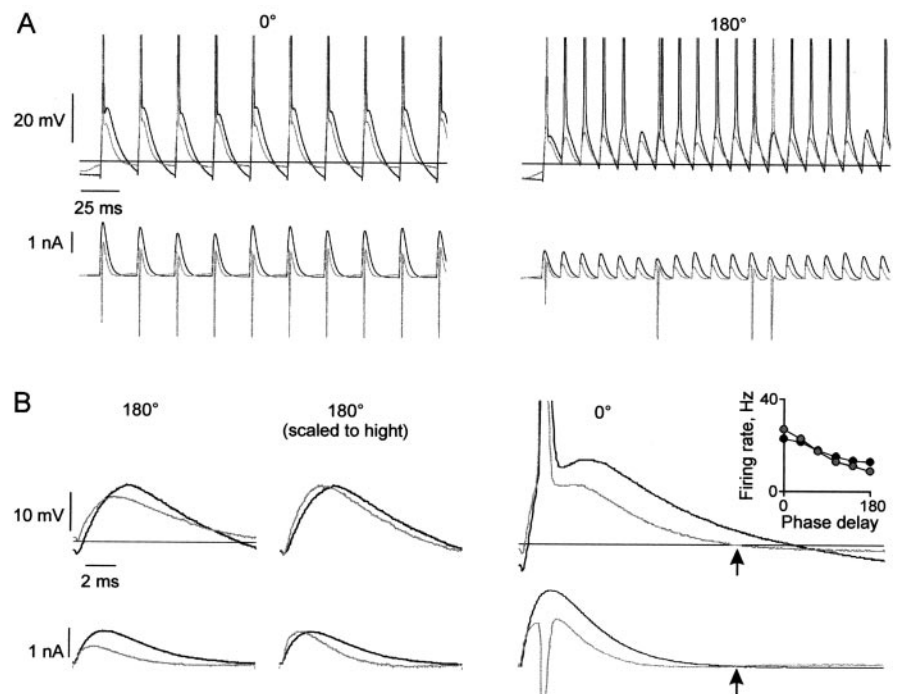 A
0°
180°
20 mV
25 ms
1 nA
B
180°
180°
(scaled to hight)
0°
10 mV
2 ms
1 nA
40
Firing rate, Hz
0
0
180
Phase delay